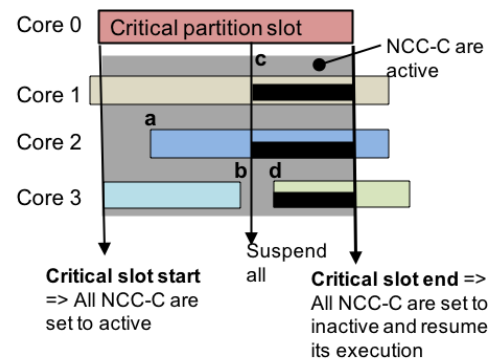 Core 0
Critical partition slot
c
NCC-C are
active
Core 1
a
Core 2
b
d
Core 3
Suspend
all
Critical slot start
=> All NCC-C are
set to active
Critical slot end =>
All NCC-C are set to
inactive and resume
its execution